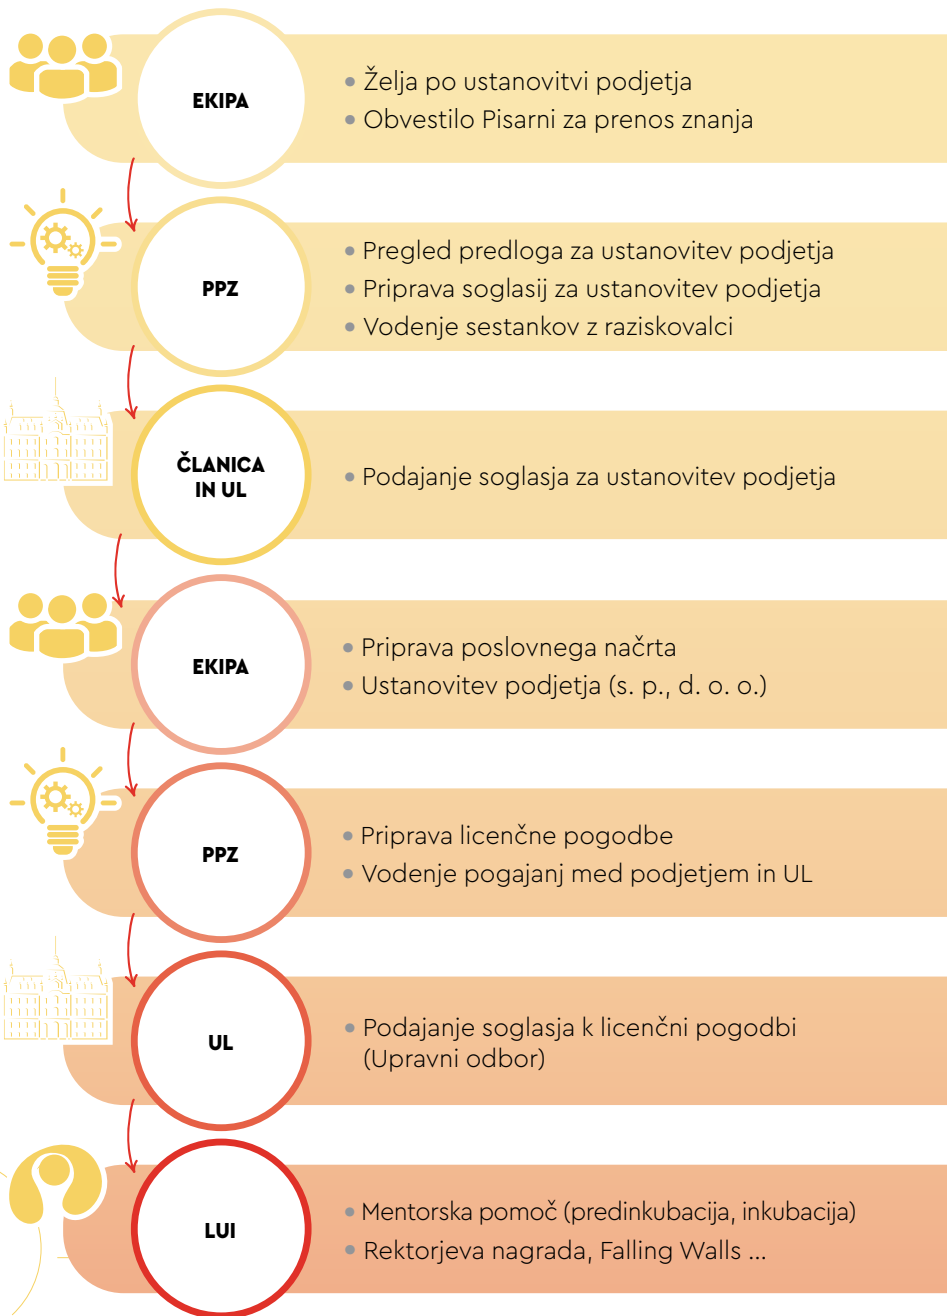 EKIPA
• Želja po ustanovitvi podjetja
• Obvestilo Pisarni za prenos znanja
PPZ
• Pregled predloga za ustanovitev podjetja
• Priprava soglasij za ustanovitev podjetja
• Vodenje sestankov z raziskovalci
ČLANICA
IN UL
• Podajanje soglasja za ustanovitev podjetja
EKIPA
• Priprava poslovnega načrta
• Ustanovitev podjetja (s. p., d. o. o.)
PPZ
• Priprava licenčne pogodbe
• Vodenje pogajanj med podjetjem in UL
UL
• Podajanje soglasja k licenčni pogodbi
(Upravni odbor)
LUI
• Mentorska pomoč (predinkubacija, inkubacija)
• Rektorjeva nagrada, Falling Walls ...